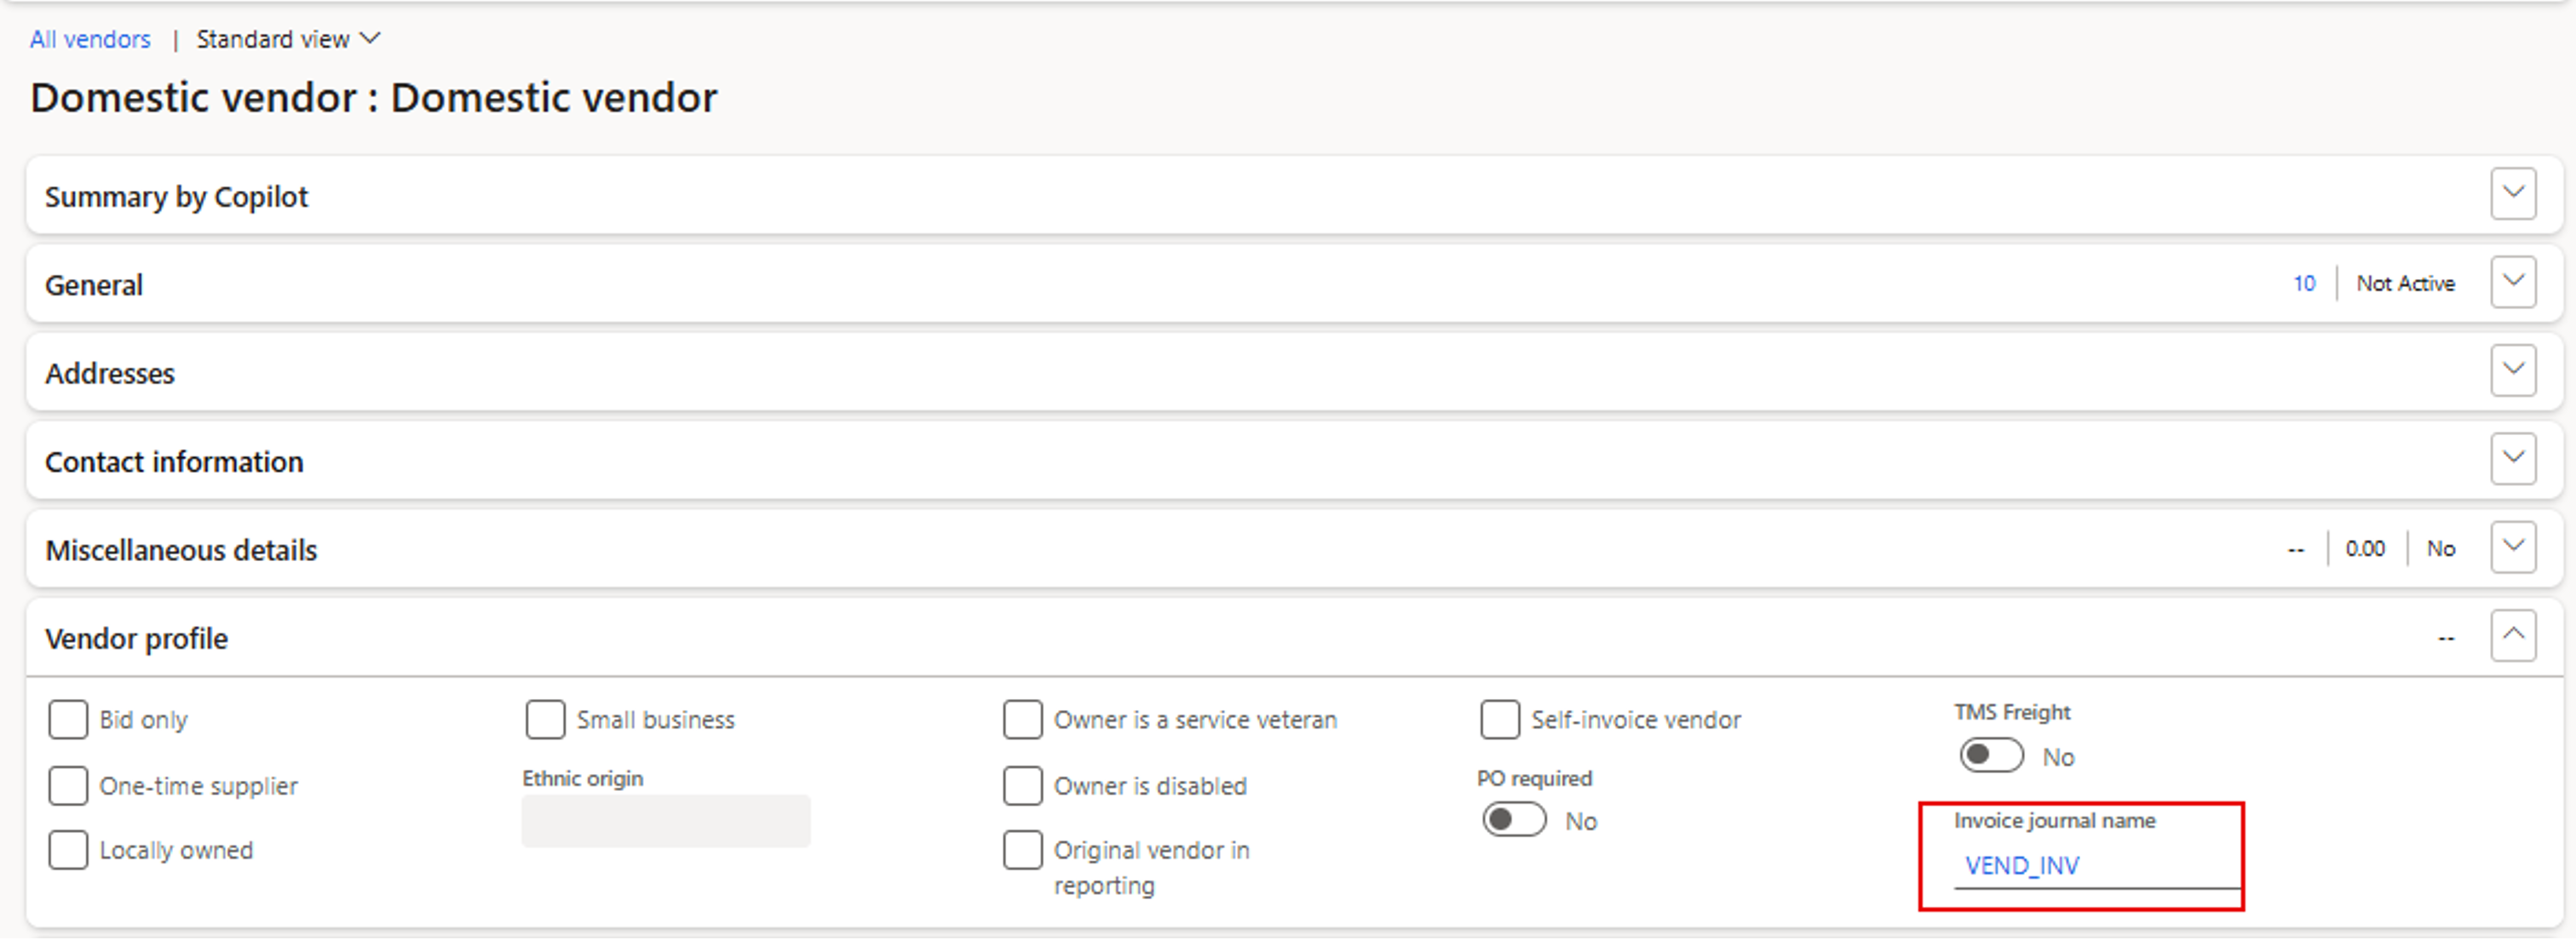 All vendors | Standard view
Domestic vendor : Domestic vendor
Summary by Copilot
General 10 | Not Active
Addresses
Contact information
Miscellaneous details -- | 0.00 | No
Vendor profile --
Bid only
One-time supplier
Locally owned
Small business
Ethnic origin
Owner is a service veteran
Owner is disabled
Original vendor in
reporting
Self-invoice vendor
PO required
No
TMS Freight
No
Invoice journal name
VEND_INV